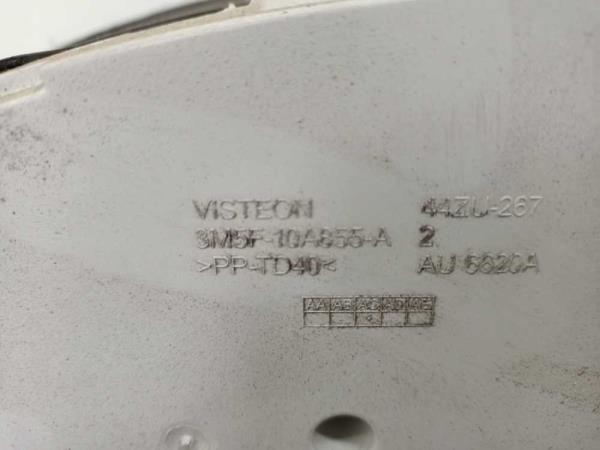 VISTEON 44ZU-267
3M5F-10A855-A 2
>PP-TD40< AU 6620A
AA AB AC AD AE